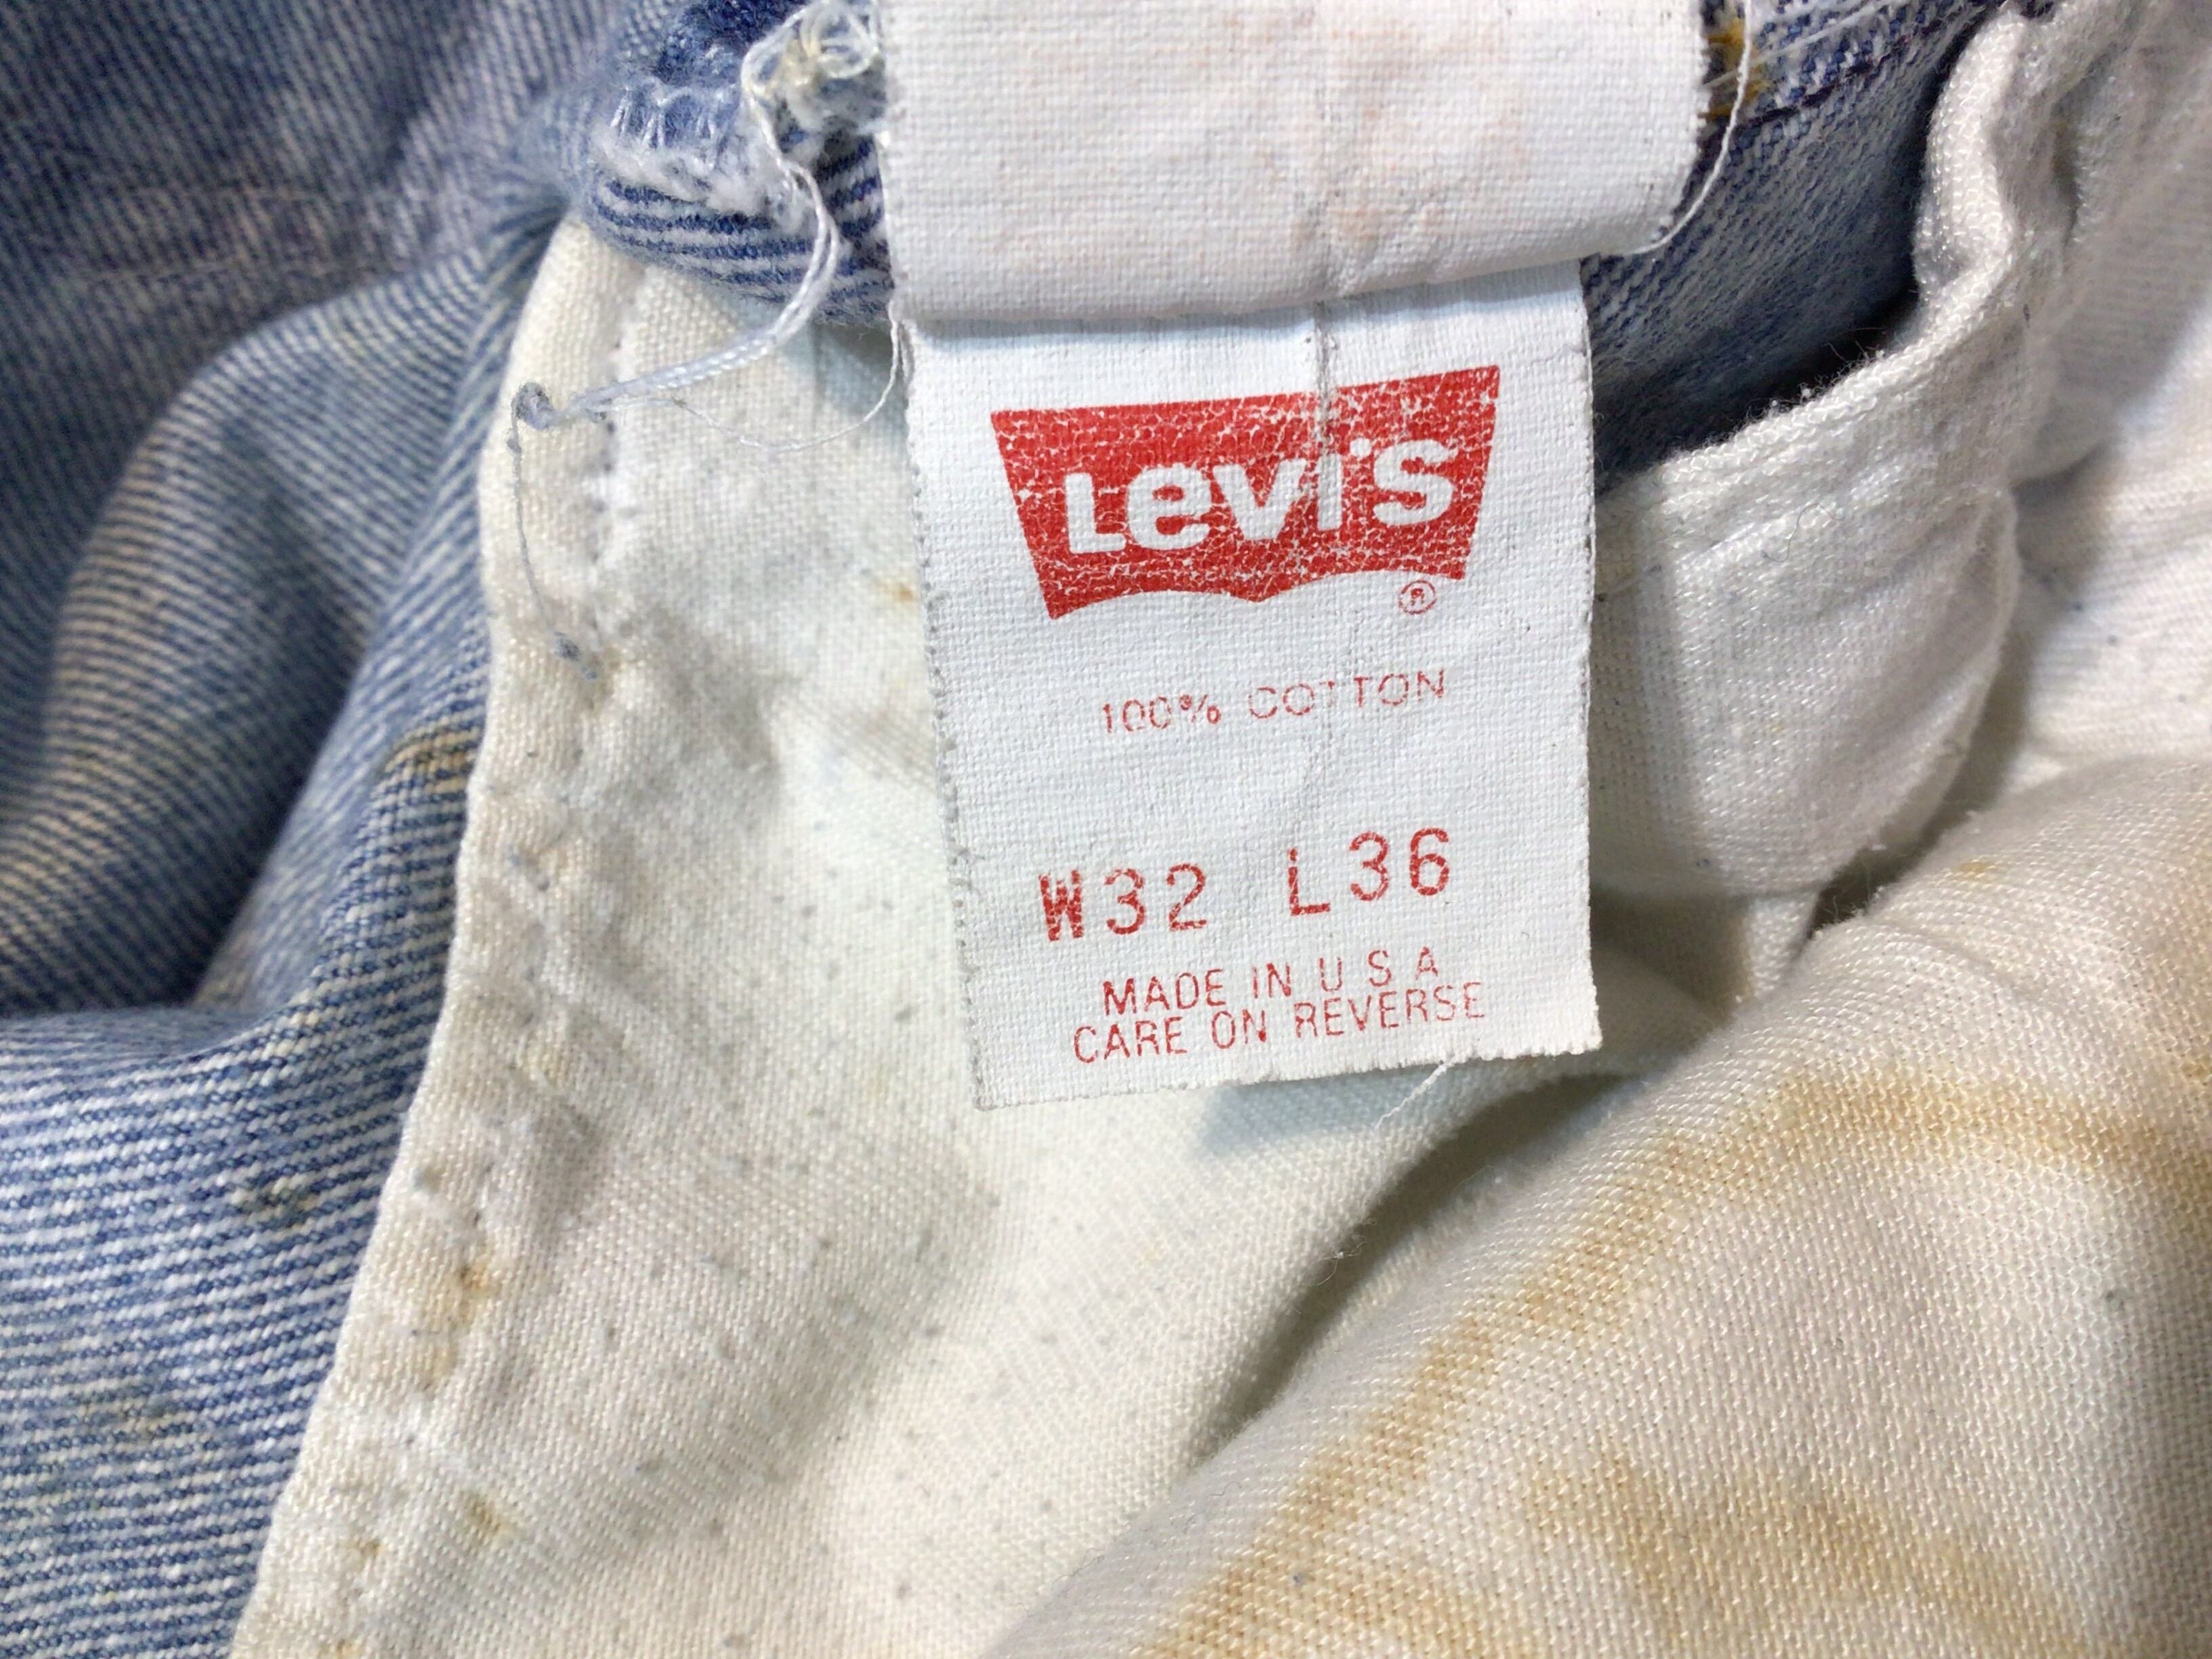 Levi's
®
100% COTTON
W32 L36
MADE IN U S A
CARE ON REVERSE